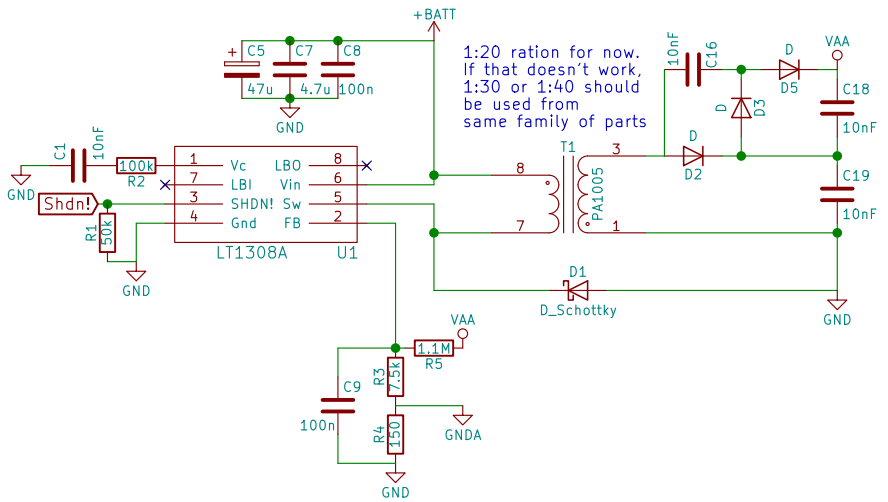 +BATT
1:20 ration for now.
If that doesn't work,
1:30 or 1:40 should
be used from
same family of parts
+
C5
47u
C7
4.7u
C8
100n
GND
10nF
C16
D
D5
VAA
D
D3
C18
10nF
D
D2
C19
10nF
T1
8
7
3
1
PA1005
C1
10nF
100k
R2
GND
1 Vc LBO 8
7 LBI Vin 6
3 SHDN! Sw 5
4 Gnd FB 2
LT1308A U1
Shdn!
R1
50k
GND
D1
D_Schottky
GND
VAA
1.1M
R5
R3
7.5k
C9
100n
R4
150
GNDA
GND